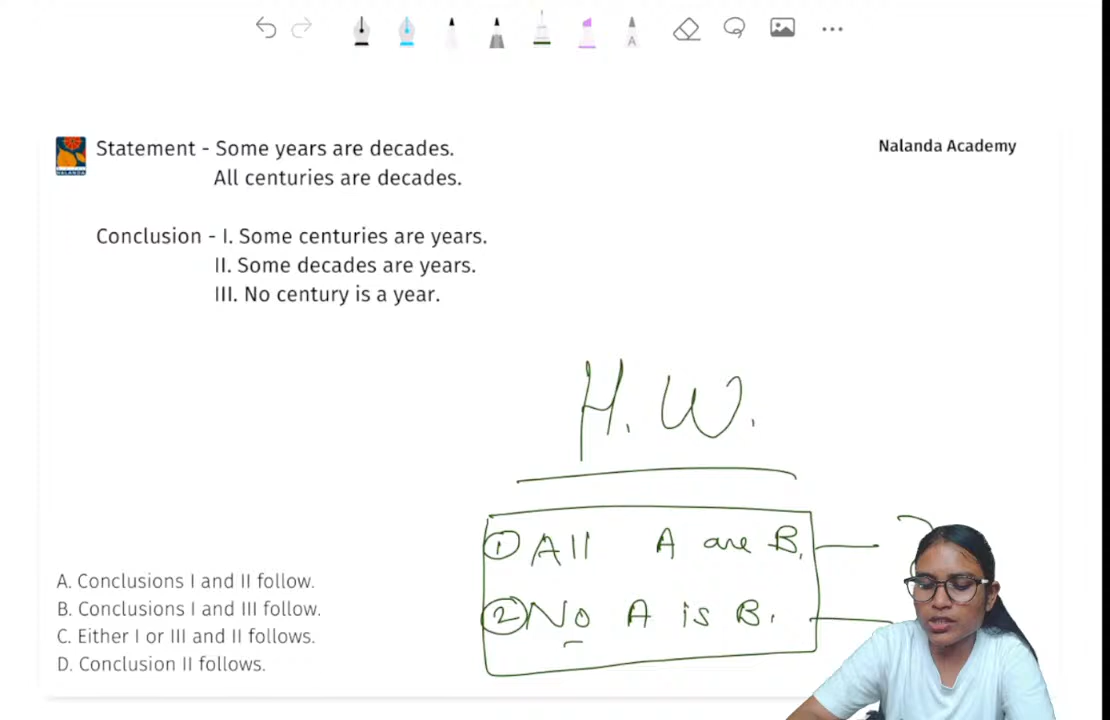 Statement - Some years are decades.
All centuries are decades.
Nalanda Academy
NALANDA
Conclusion - I. Some centuries are years.
II. Some decades are years.
III. No century is a year.
H. W.
① All A are B.
② No A is B.
A. Conclusions I and II follow.
B. Conclusions I and III follow.
C. Either I or III and II follows.
D. Conclusion II follows.
A